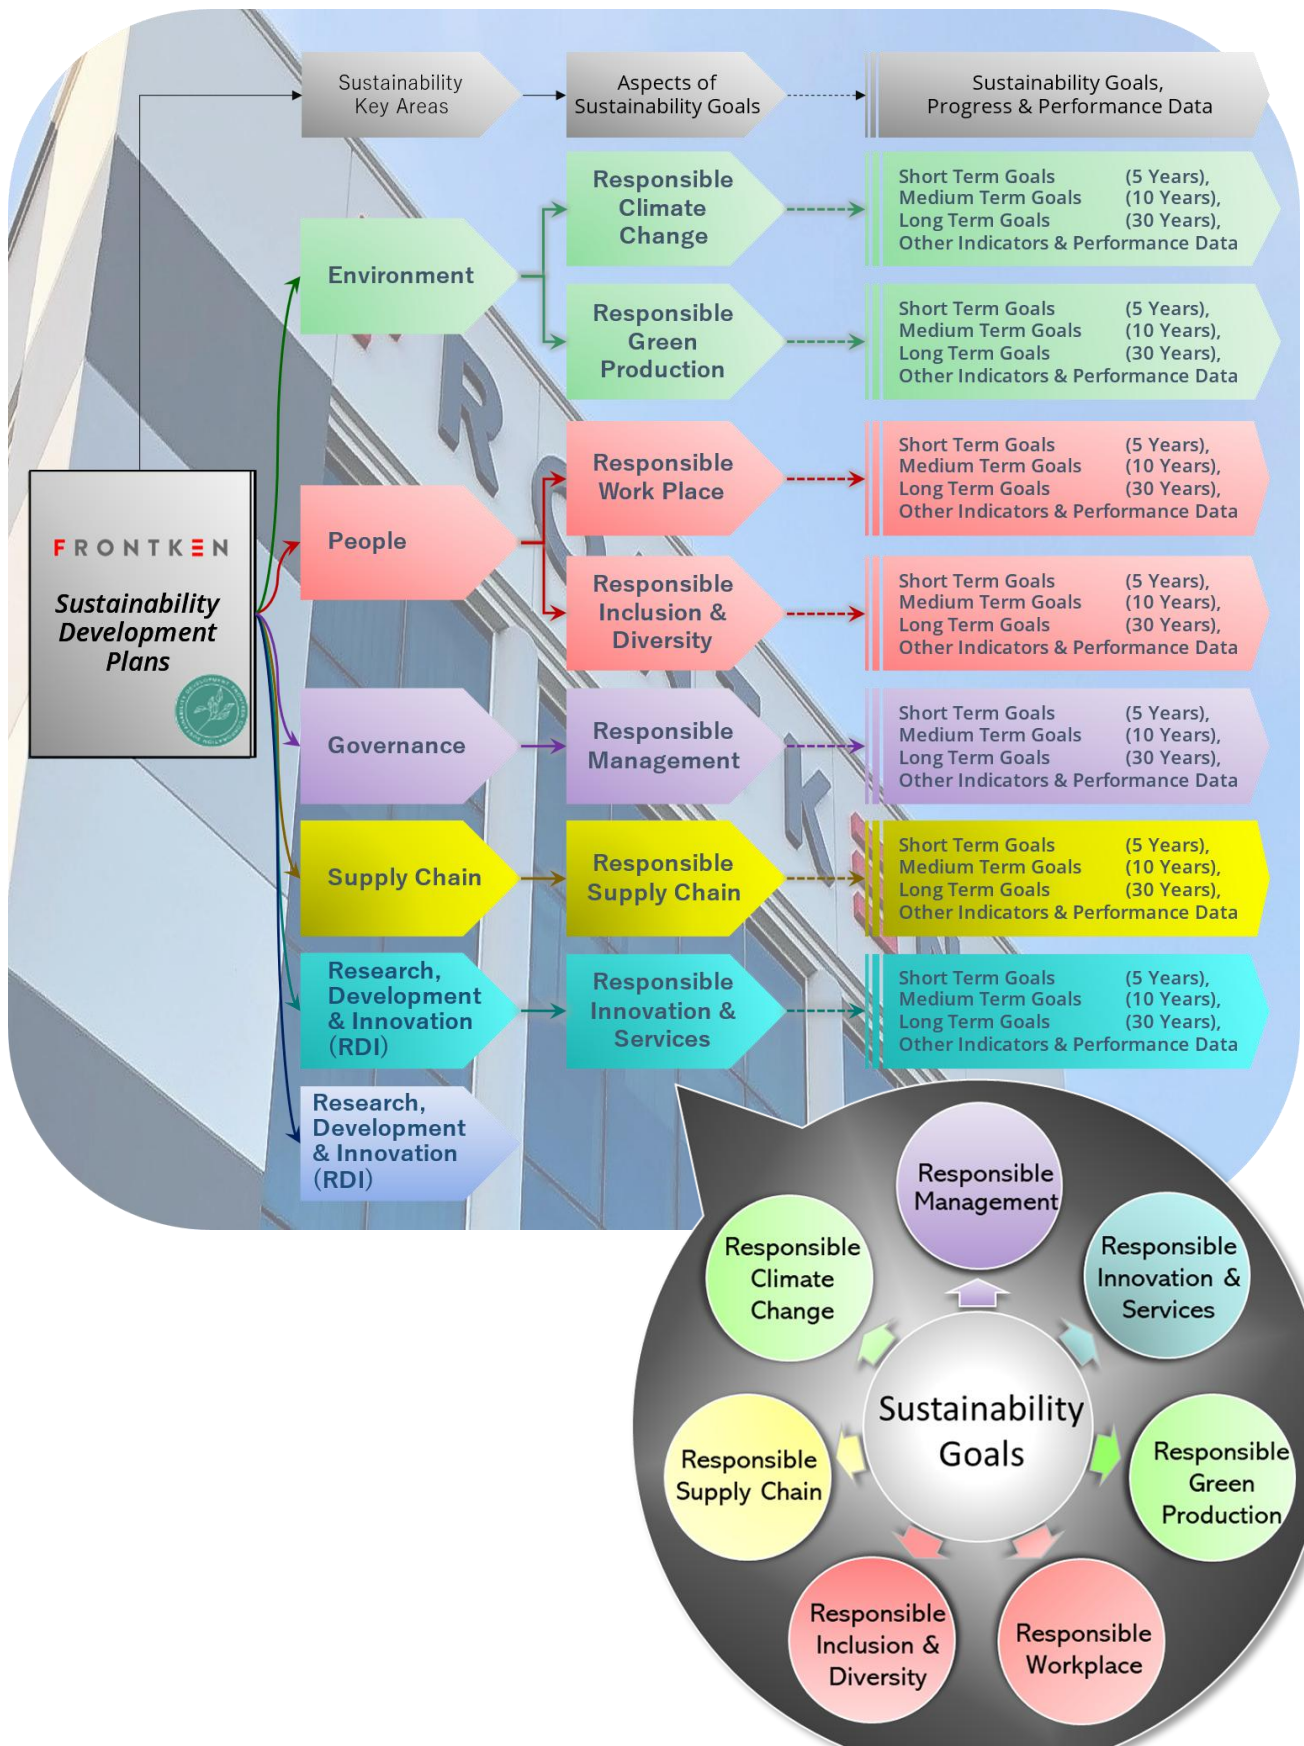 Sustainability
Key Areas
Aspects of
Sustainability Goals
Sustainability Goals,
Progress & Performance Data
FRONTKEN
Sustainability
Development
Plans
Environment
Responsible
Climate
Change
Short Term Goals (5 Years),
Medium Term Goals (10 Years),
Long Term Goals (30 Years),
Other Indicators & Performance Data
Responsible
Green
Production
Short Term Goals (5 Years),
Medium Term Goals (10 Years),
Long Term Goals (30 Years),
Other Indicators & Performance Data
People
Responsible
Work Place
Short Term Goals (5 Years),
Medium Term Goals (10 Years),
Long Term Goals (30 Years),
Other Indicators & Performance Data
Responsible
Inclusion &
Diversity
Short Term Goals (5 Years),
Medium Term Goals (10 Years),
Long Term Goals (30 Years),
Other Indicators & Performance Data
Governance
Responsible
Management
Short Term Goals (5 Years),
Medium Term Goals (10 Years),
Long Term Goals (30 Years),
Other Indicators & Performance Data
Supply Chain
Responsible
Supply Chain
Short Term Goals (5 Years),
Medium Term Goals (10 Years),
Long Term Goals (30 Years),
Other Indicators & Performance Data
Research,
Development
& Innovation
(RDI)
Responsible
Innovation &
Services
Short Term Goals (5 Years),
Medium Term Goals (10 Years),
Long Term Goals (30 Years),
Other Indicators & Performance Data
Research,
Development
& Innovation
(RDI)
Responsible
Management
Responsible
Innovation &
Services
Responsible
Climate
Change
Sustainability
Goals
Responsible
Green
Production
Responsible
Supply Chain
Responsible
Inclusion &
Diversity
Responsible
Workplace